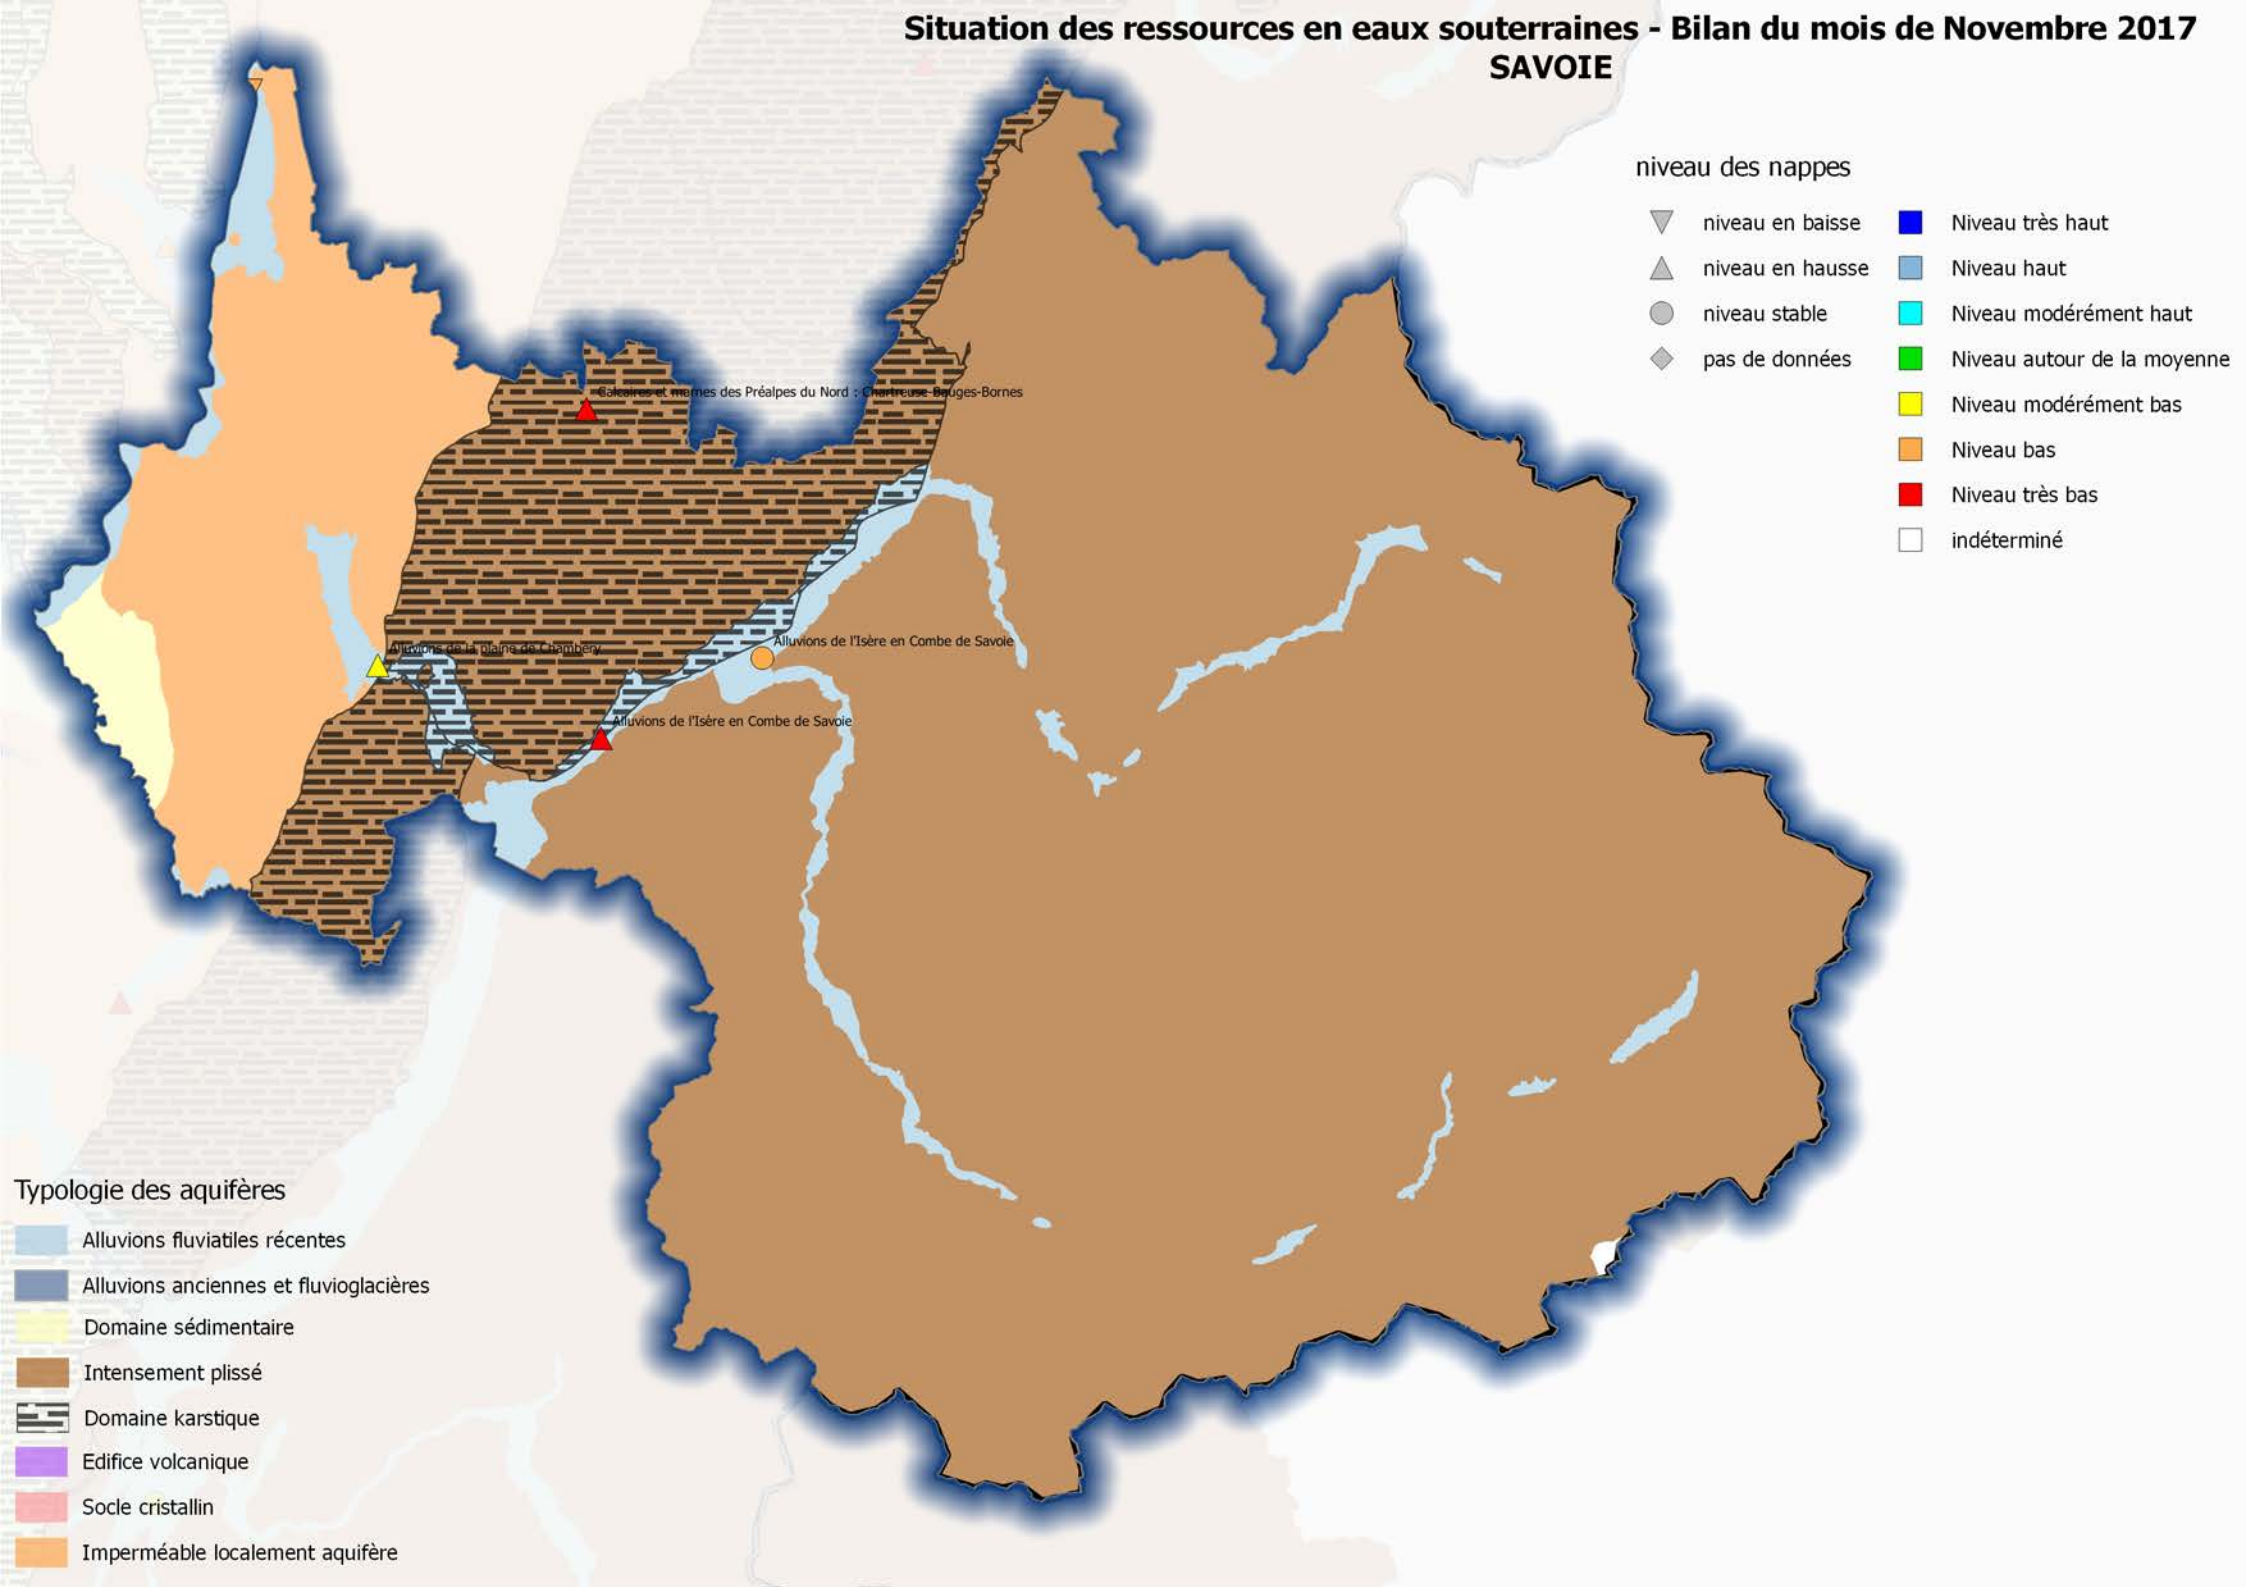 Situation des ressources en eaux souterraines - Bilan du mois de Novembre 2017
SAVOIE
niveau des nappes
niveau en baisse
niveau en hausse
niveau stable
pas de données
Niveau très haut
Niveau haut
Niveau modérément haut
Niveau autour de la moyenne
Niveau modérément bas
Niveau bas
Niveau très bas
indéterminé
Calcaires et marnes des Préalpes du Nord : Chartreuse-Bauges-Bornes
Alluvions de l'Isère en Combe de Savoie
Alluvions de la plaine de Chambéry
Alluvions de l'Isère en Combe de Savoie
Typologie des aquifères
Alluvions fluviatiles récentes
Alluvions anciennes et fluvioglacières
Domaine sédimentaire
Intensement plissé
Domaine karstique
Edifice volcanique
Socle cristallin
Imperméable localement aquifère